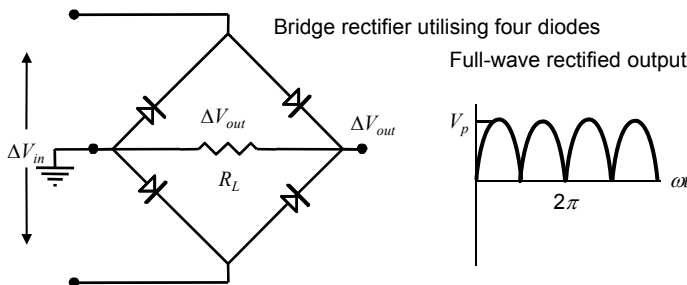 Bridge rectifier utilising four diodes
Full-wave rectified output
ΔV_out
ΔV_out
V_p
ΔV_in
R_L
2π
ωt